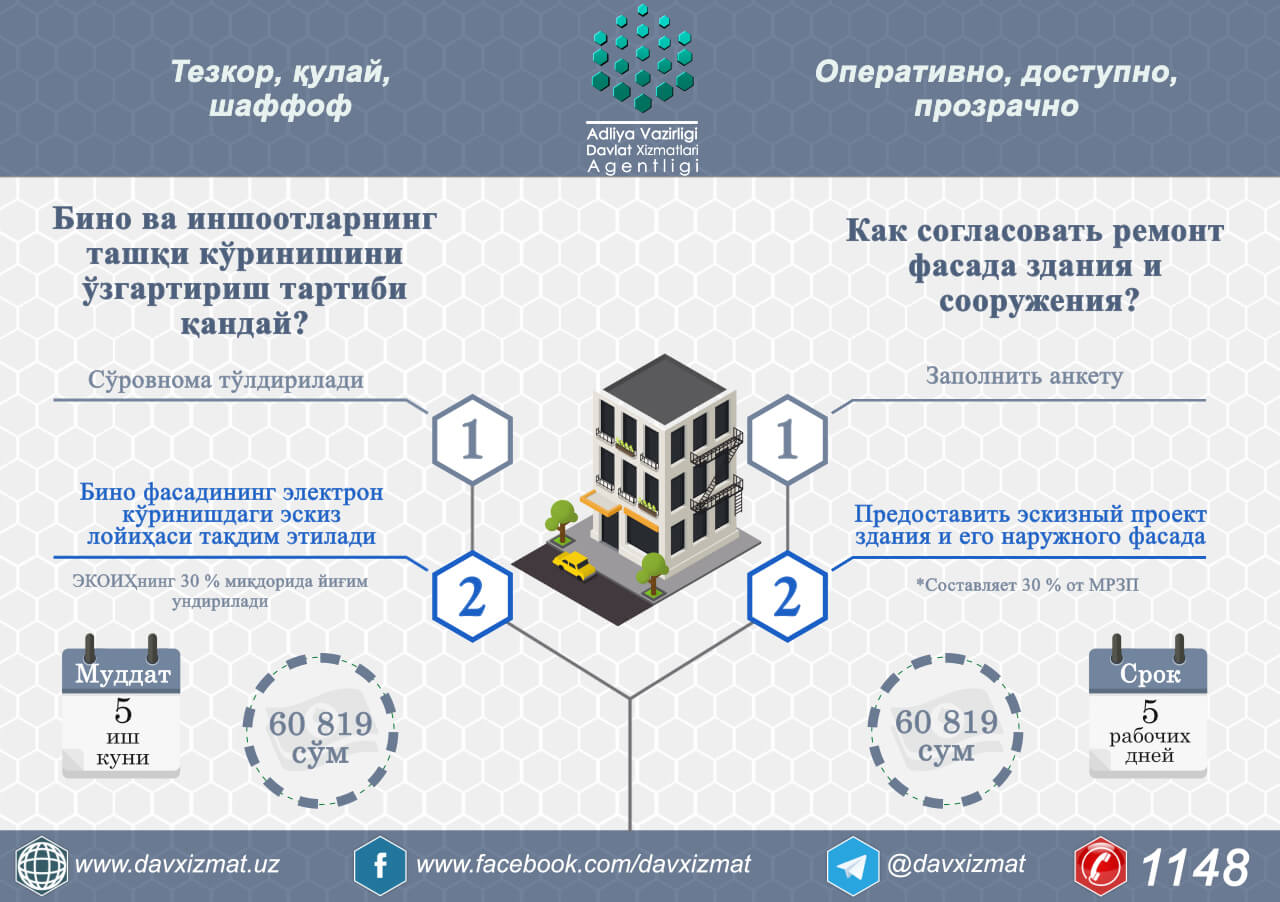 Тезкор, қулай,
шаффоф
Adliya Vazirligi
Davlat Xizmatlari
Agentligi
Оперативно, доступно,
прозрачно
Бино ва иншоотларнинг
ташқи кўринишини
ўзгартириш тартиби
қандай?
Сўровнома тўлдирилади
1
Бино фасадининг электрон
кўринишдаги эскиз
лойиҳаси тақдим этилади
2
ЭКОИҲнинг 30 % миқдорида йиғим
ундирилади
Муддат
5
иш
куни
60 819
сўм
Как согласовать ремонт
фасада здания и
сооружения?
Заполнить анкету
1
Предоставить эскизный проект
здания и его наружного фасада
2
*Составляет 30 % от МРЗП
60 819
сум
Срок
5
рабочих
дней
www.davxizmat.uz
f
www.facebook.com/davxizmat
@davxizmat
1148